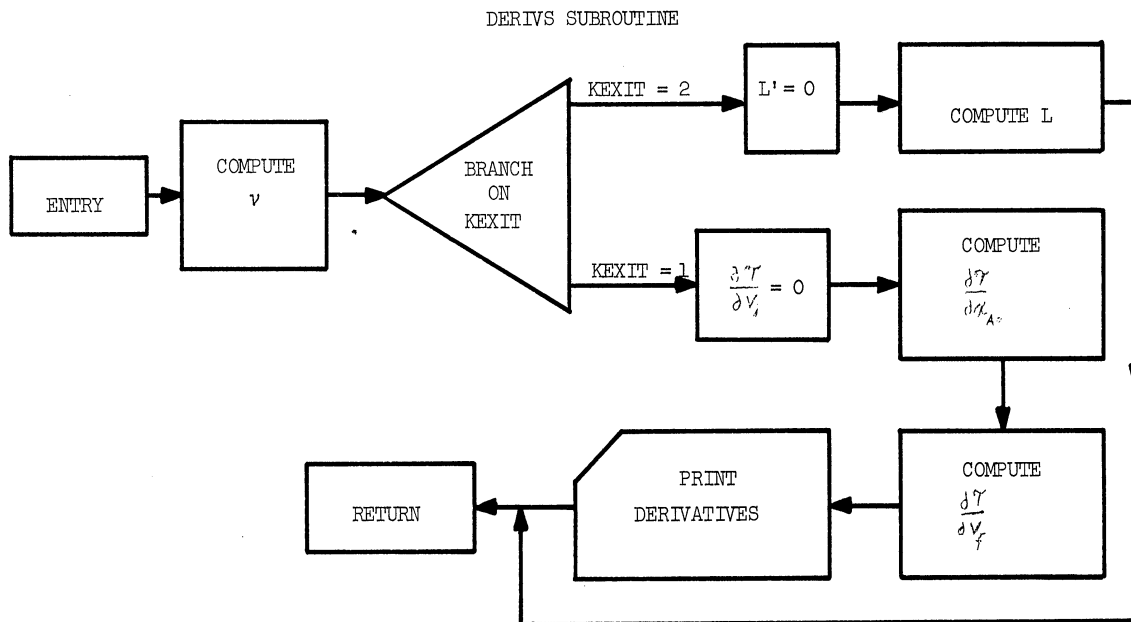 DERIVS SUBROUTINE
ENTRY
COMPUTE
ν
BRANCH
ON
KEXIT
KEXIT = 2
L' = 0
COMPUTE L
KEXIT = 1
∂τ
∂V
= 0
COMPUTE
∂τ
∂α
COMPUTE
∂τ
∂V_f
PRINT
DERIVATIVES
RETURN